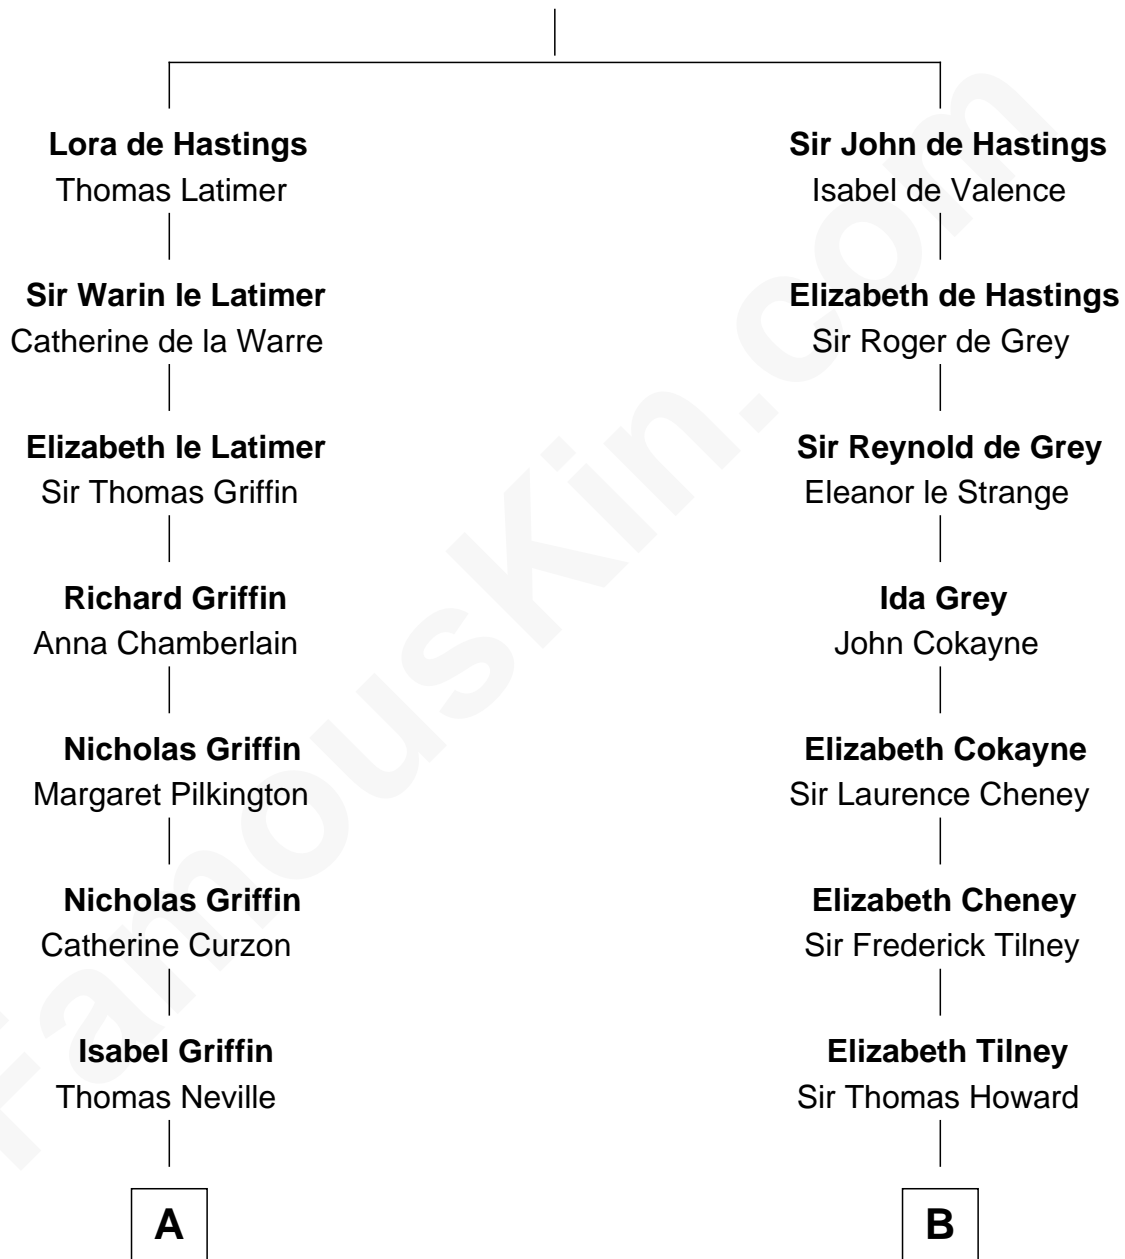 Lora de Hastings
Thomas Latimer
Sir Warin le Latimer
Catherine de la Warre
Elizabeth le Latimer
Sir Thomas Griffin
Richard Griffin
Anna Chamberlain
Nicholas Griffin
Margaret Pilkington
Nicholas Griffin
Catherine Curzon
Isabel Griffin
Thomas Neville
A
Sir John de Hastings
Isabel de Valence
Elizabeth de Hastings
Sir Roger de Grey
Sir Reynold de Grey
Eleanor le Strange
Ida Grey
John Cokayne
Elizabeth Cokayne
Sir Laurence Cheney
Elizabeth Cheney
Sir Frederick Tilney
Elizabeth Tilney
Sir Thomas Howard
B
FamousKin.com